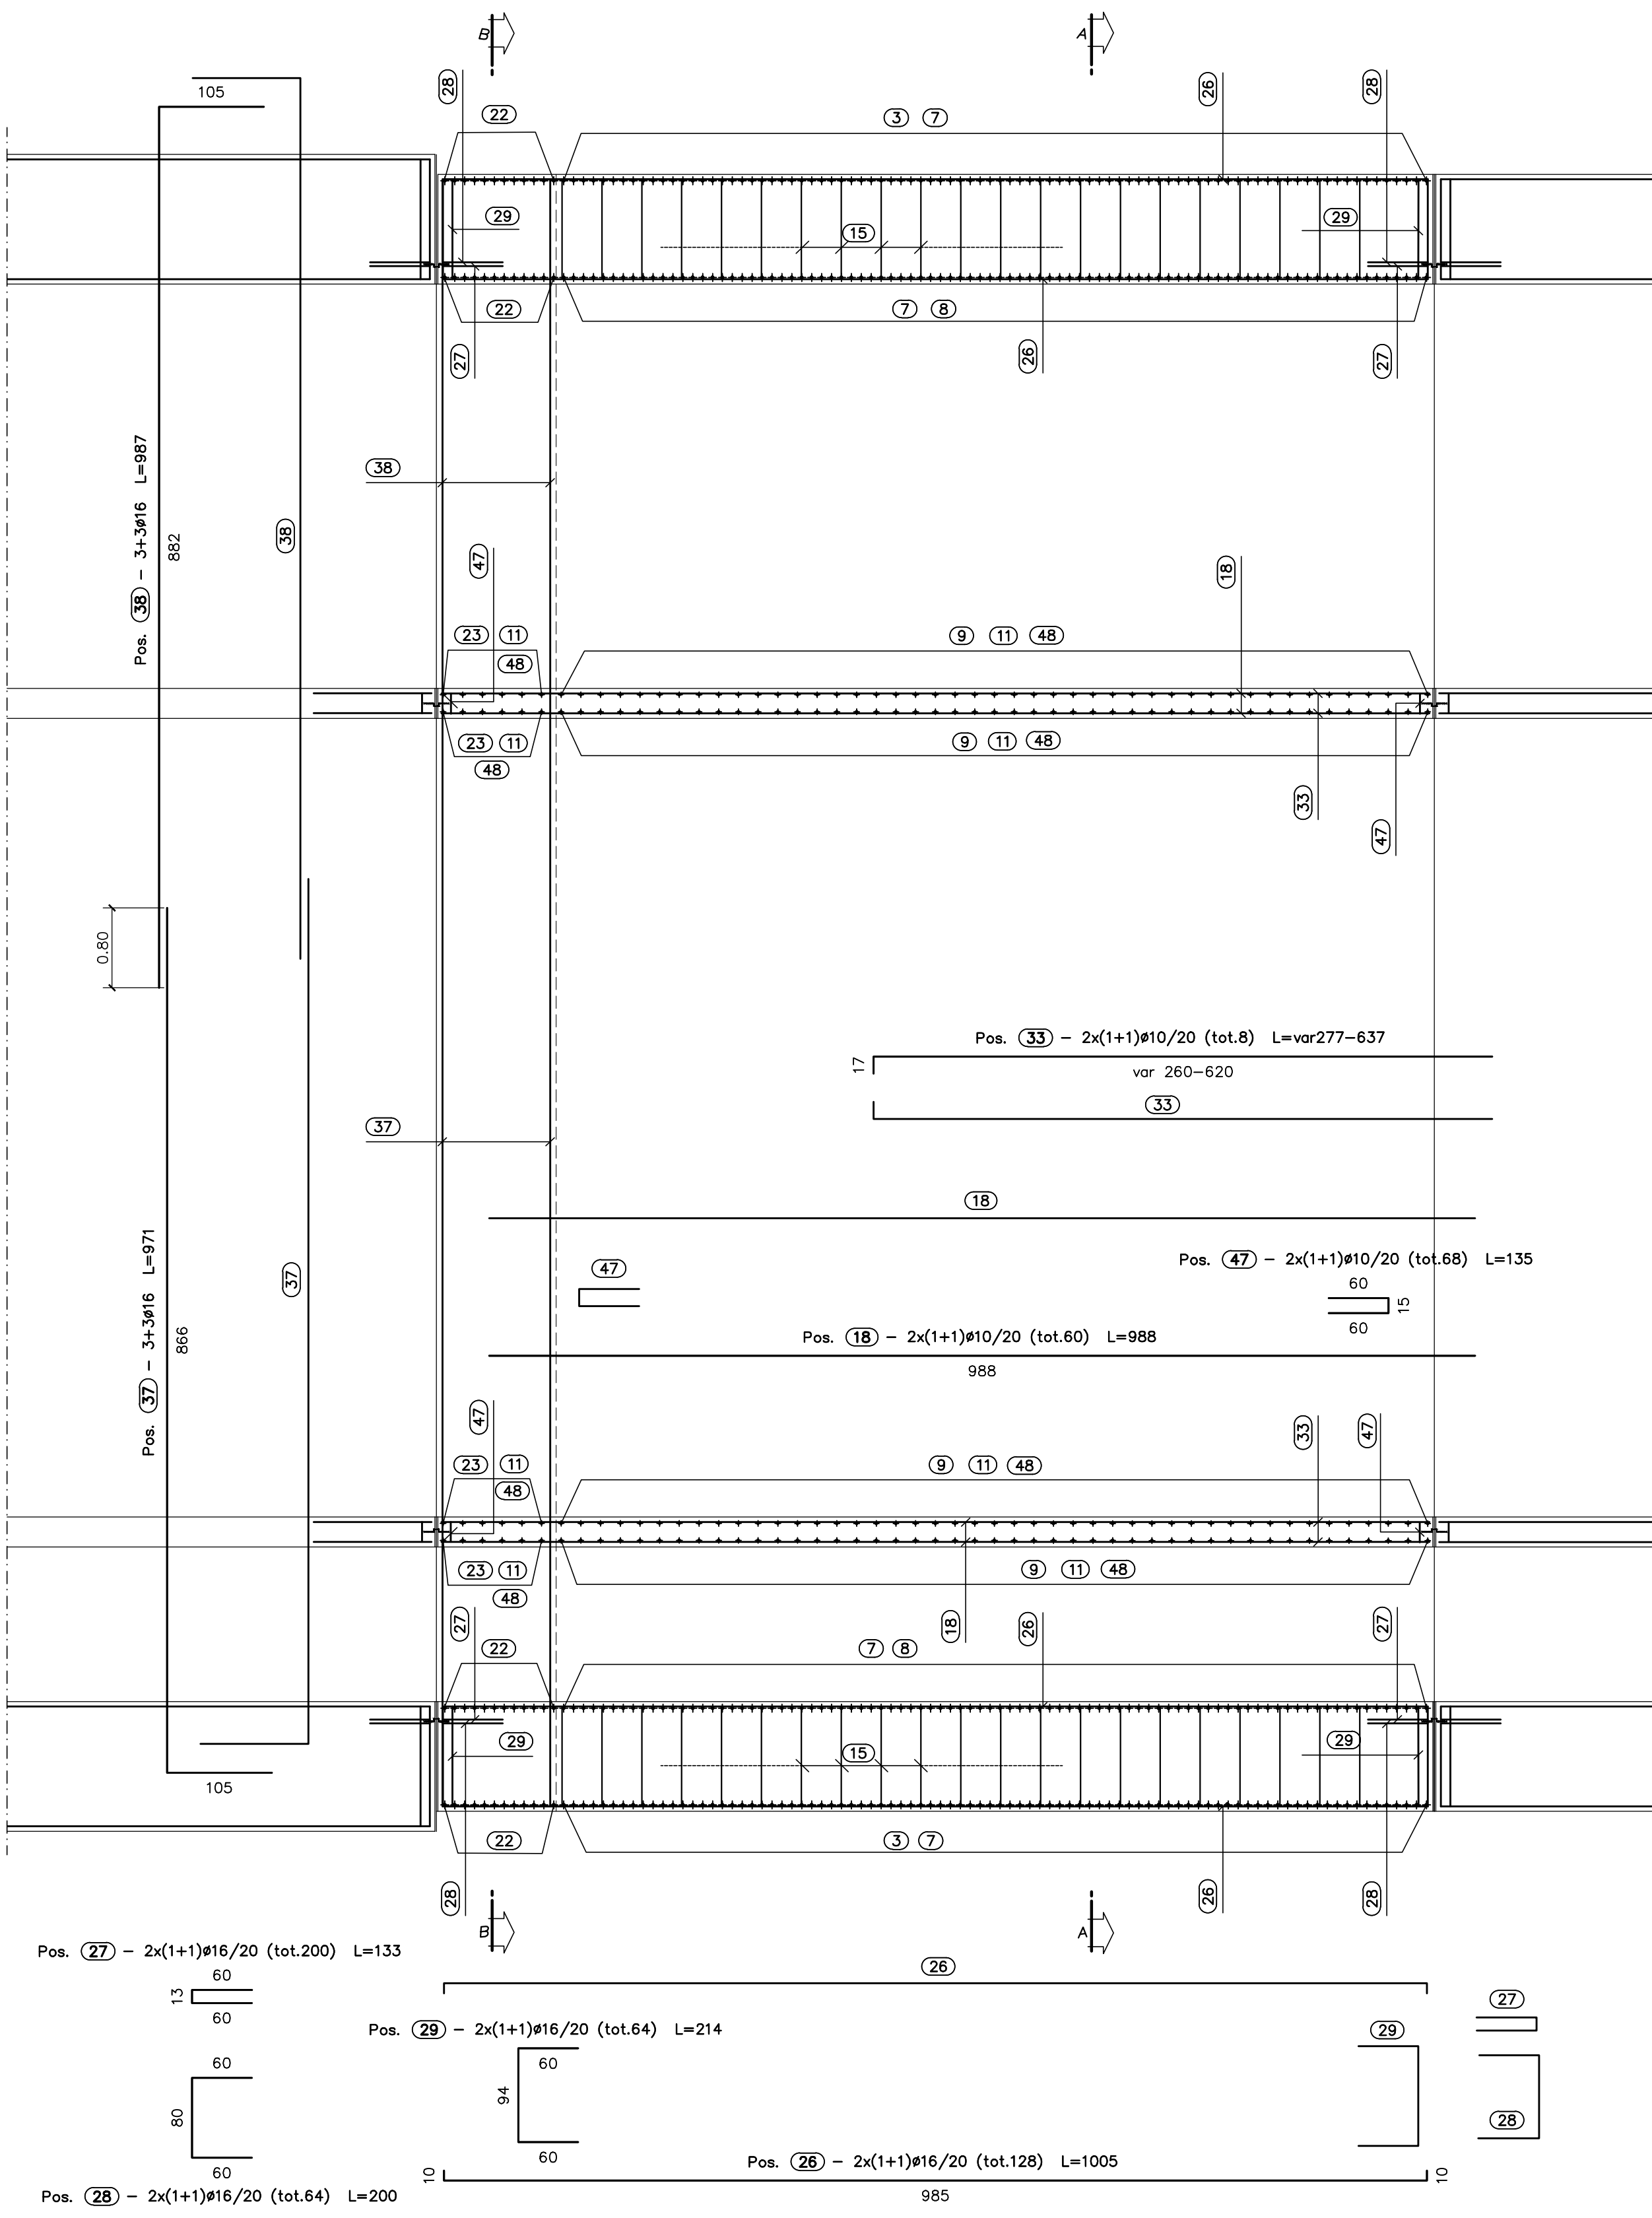 B A
28 26 28
105
22 3 7
29 15 29
22 7 8
27 26 27
Pos. 38 – 3+3ø16 L=987
882
38
38
47 18
23 11 9 11 48
48
23 11 9 11 48
48
33
47
0.80
Pos. 33 – 2x(1+1)ø10/20 (tot.8) L=var277–637
17
var 260–620
33
37
18
Pos. 47 – 2x(1+1)ø10/20 (tot.68) L=135
47
60
15
60
Pos. 37 – 3+3ø16 L=971
866
37
Pos. 18 – 2x(1+1)ø10/20 (tot.60) L=988
988
47 33 47
23 11 9 11 48
48
23 11 9 11 48
48
27 18 26 27
22 7 8
29 15 29
105
22 3 7
28 26 28
B A
Pos. 27 – 2x(1+1)ø16/20 (tot.200) L=133
60
13
60
26
27
Pos. 29 – 2x(1+1)ø16/20 (tot.64) L=214
29
60
94
60
60
80
60
28
Pos. 26 – 2x(1+1)ø16/20 (tot.128) L=1005
10 10
985
Pos. 28 – 2x(1+1)ø16/20 (tot.64) L=200